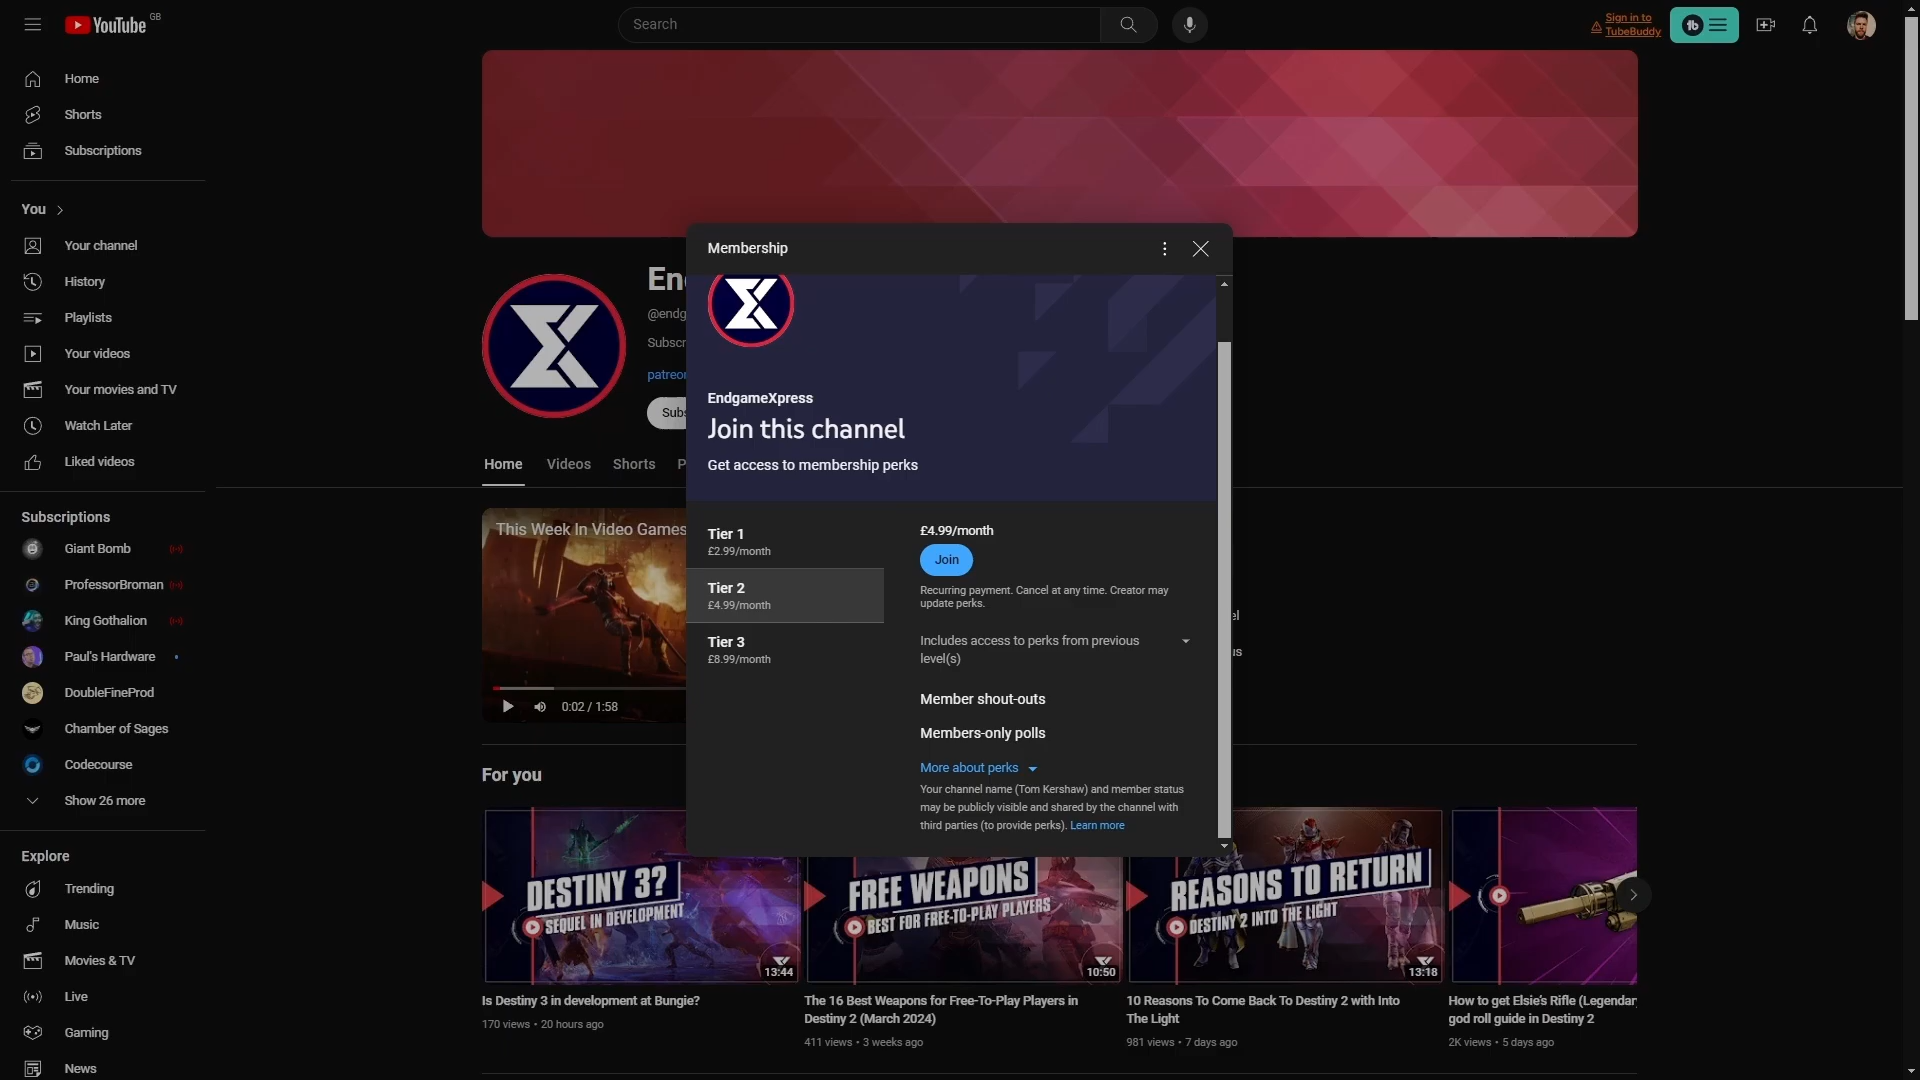 YouTube GB
Search
Sign in to
TubeBuddy
Home
Shorts
Subscriptions
You
Your channel
History
Playlists
Your videos
Your movies and TV
Watch Later
Liked videos
Subscriptions
Giant Bomb
ProfessorBroman
King Gothalion
Paul's Hardware
DoubleFineProd
Chamber of Sages
Codecourse
Show 26 more
Explore
Trending
Music
Movies & TV
Live
Gaming
News
En
@endg
Subscr
patreon
Subs
Home Videos Shorts P
This Week In Video Games
0:02 / 1:58
Membership
EndgameXpress
Join this channel
Get access to membership perks
Tier 1
£2.99/month
Tier 2
£4.99/month
Tier 3
£8.99/month
£4.99/month
Join
Recurring payment. Cancel at any time. Creator may
update perks.
Includes access to perks from previous
level(s)
Member shout-outs
Members-only polls
More about perks
Your channel name (Tom Kershaw) and member status
may be publicly visible and shared by the channel with
third parties (to provide perks). Learn more
el
us
For you
DESTINY 3?
SEQUEL IN DEVELOPMENT
13:44
Is Destiny 3 in development at Bungie?
170 views • 20 hours ago
FREE WEAPONS
BEST FOR FREE-TO-PLAY PLAYERS
10:50
The 16 Best Weapons for Free-To-Play Players in
Destiny 2 (March 2024)
411 views • 3 weeks ago
REASONS TO RETURN
DESTINY 2 INTO THE LIGHT
13:18
10 Reasons To Come Back To Destiny 2 with Into
The Light
981 views • 7 days ago
How to get Elsie's Rifle (Legendary
god roll guide in Destiny 2
2K views • 5 days ago